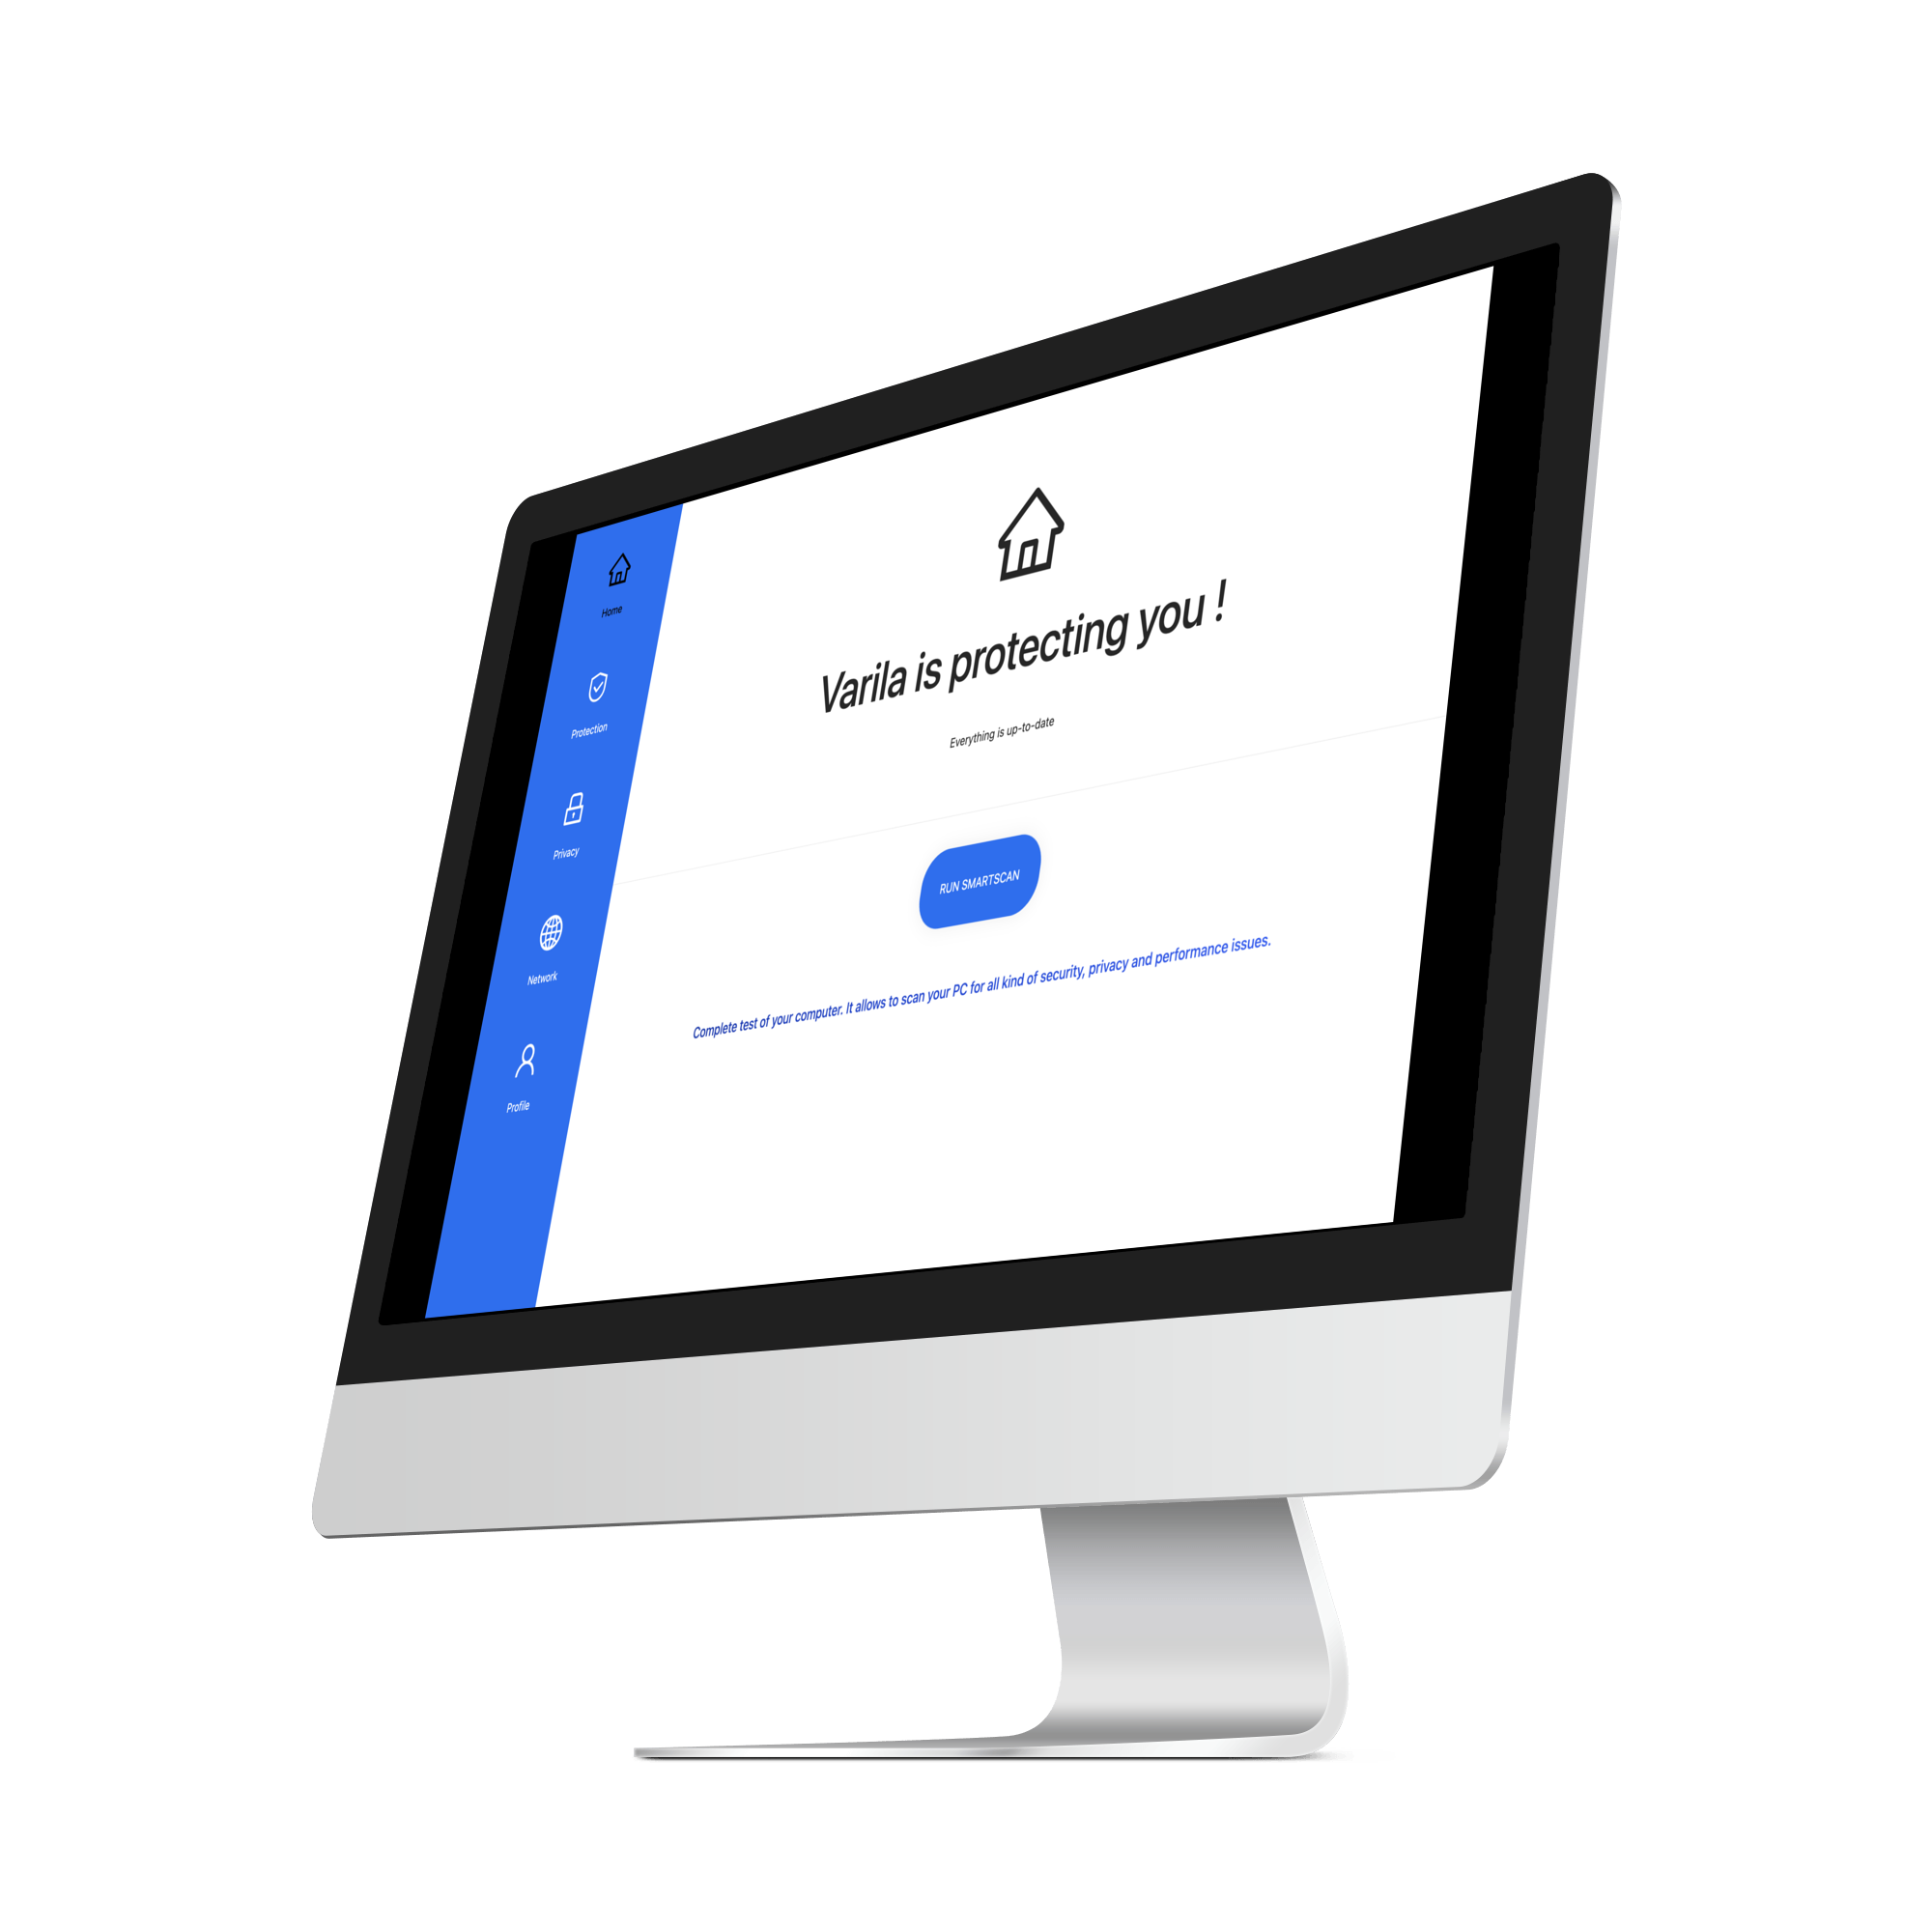 Home
Protection
Privacy
Network
Profile
Varila is protecting you !
Everything is up-to-date
RUN SMARTSCAN
Complete test of your computer. It allows to scan your PC for all kind of security, privacy and performance issues.